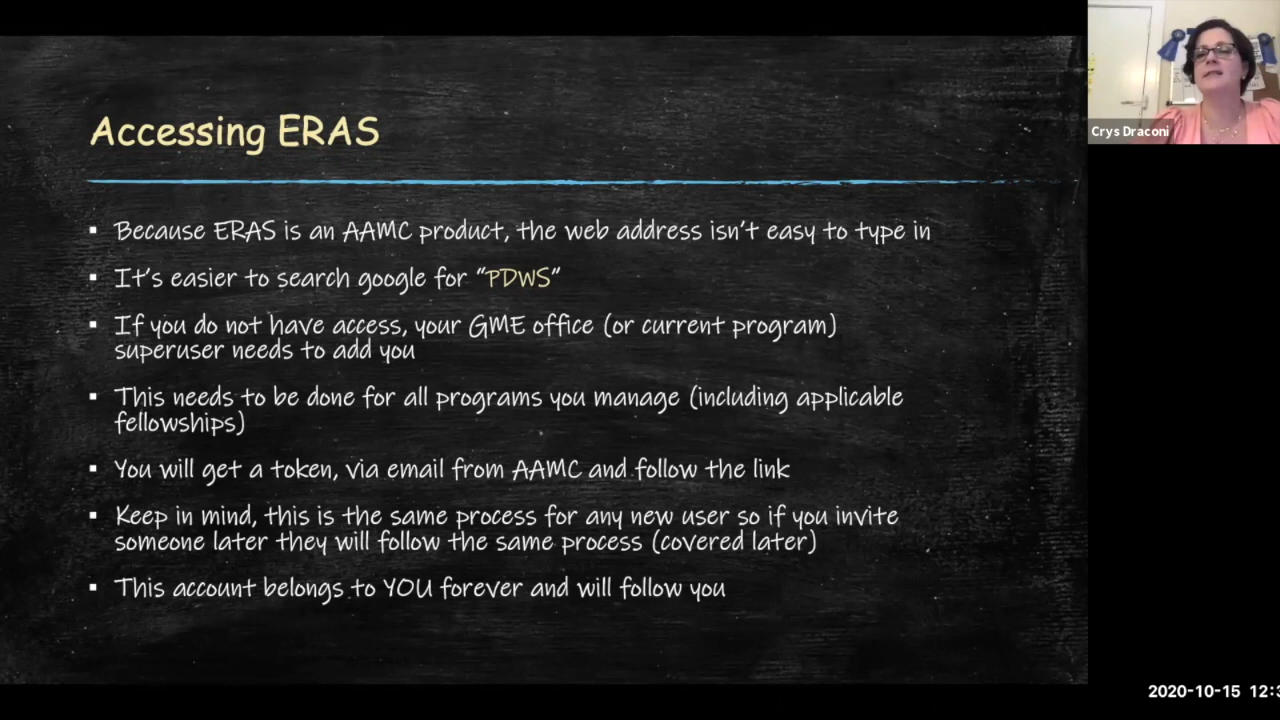 Accessing ERAS
Because ERAS is an AAMC product, the web address isn't easy to type in
It's easier to search google for “PDWS“
If you do not have access, your GME office (or current program)
superuser needs to add you
This needs to be done for all programs you manage (including applicable
fellowships)
You will get a token, via email from AAMC and follow the link
Keep in mind, this is the same process for any new user so if you invite
someone later they will follow the same process (covered later)
This account belongs to YOU forever and will follow you
Crys Draconi
2020-10-15 12:3